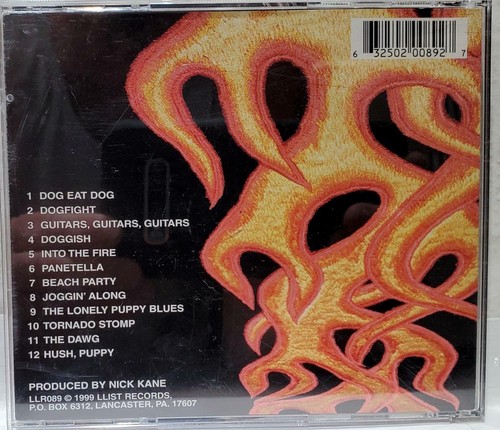 6 32502 00892 7
1 DOG EAT DOG
2 DOGFIGHT
3 GUITARS, GUITARS, GUITARS
4 DOGGISH
5 INTO THE FIRE
6 PANETELLA
7 BEACH PARTY
8 JOGGIN' ALONG
9 THE LONELY PUPPY BLUES
10 TORNADO STOMP
11 THE DAWG
12 HUSH, PUPPY
PRODUCED BY NICK KANE
LLR089 © 1999 LLIST RECORDS,
P.O. BOX 6312, LANCASTER, PA. 17607